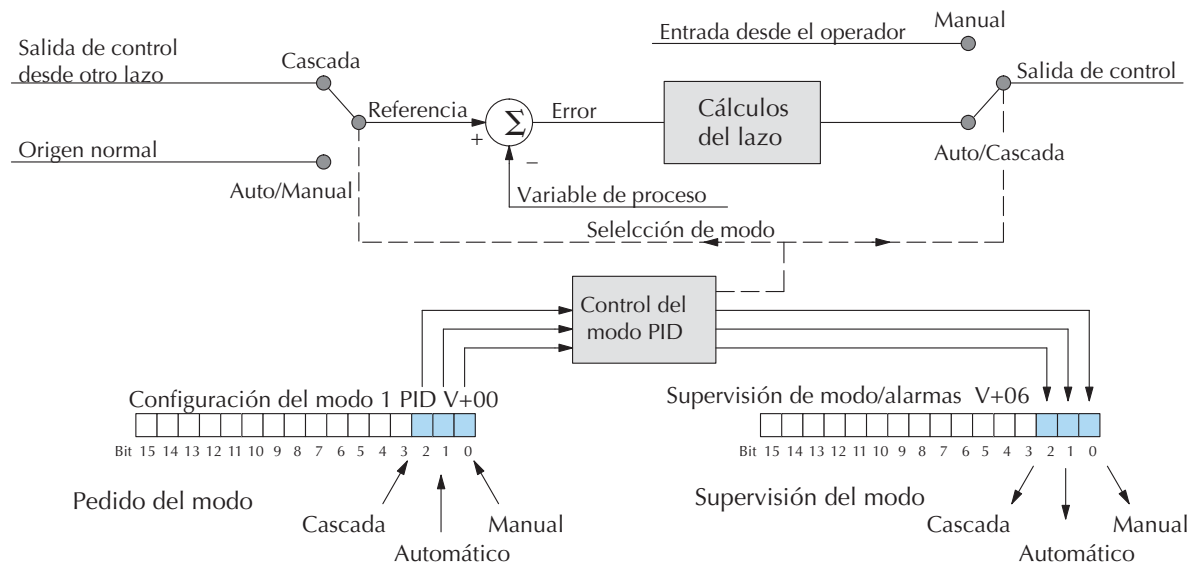 Manual
Entrada desde el operador
Salida de control
desde otro lazo
Cascada
Salida de control
Referencia
Σ
Error
Cálculos
del lazo
+
−
Origen normal
Auto/Manual
Auto/Cascada
Variable de proceso
Selelcción de modo
Control del
modo PID
Configuración del modo 1 PID V+00
Bit 15 14 13 12 11 10 9 8 7 6 5 4 3 2 1 0
Pedido del modo
Cascada
Manual
Automático
Supervisión de modo/alarmas V+06
Bit 15 14 13 12 11 10 9 8 7 6 5 4 3 2 1 0
Supervisión del modo
Cascada
Manual
Automático